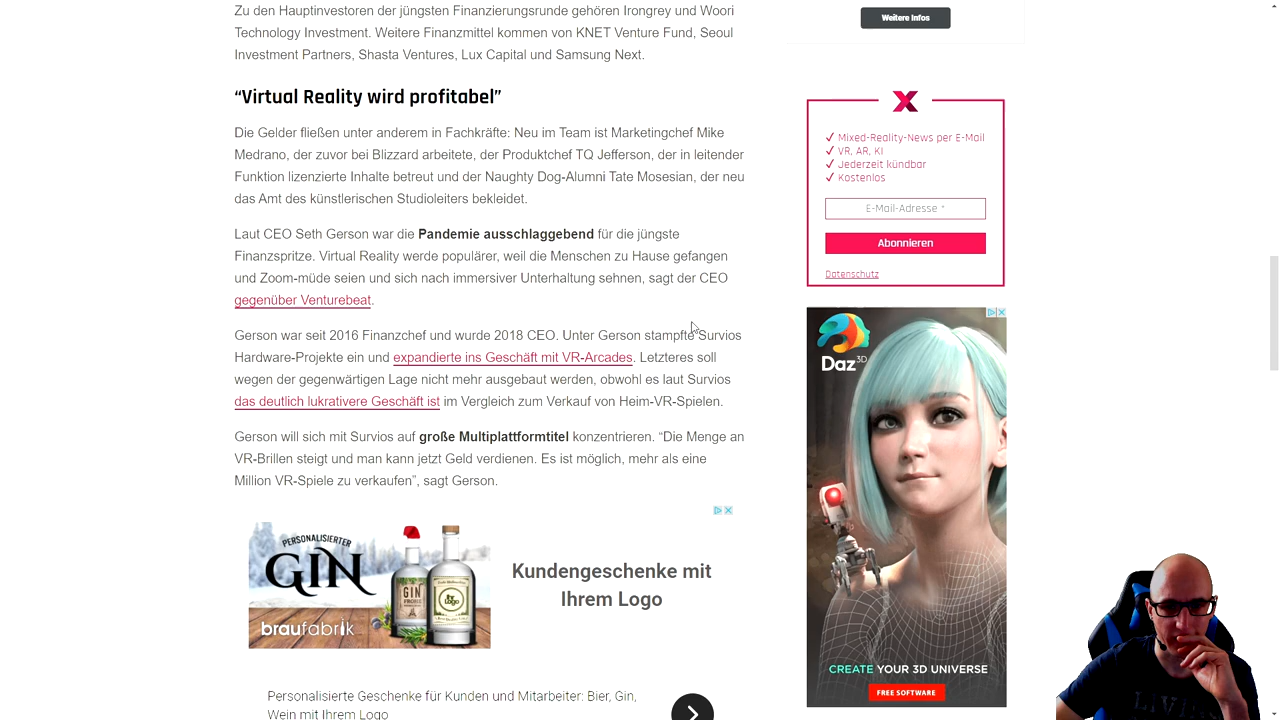 Zu den Hauptinvestoren der jüngsten Finanzierungsrunde gehören Irongrey und Woori
Technology Investment. Weitere Finanzmittel kommen von KNET Venture Fund, Seoul
Investment Partners, Shasta Ventures, Lux Capital und Samsung Next.
“Virtual Reality wird profitabel”
Die Gelder fließen unter anderem in Fachkräfte: Neu im Team ist Marketingchef Mike
Medrano, der zuvor bei Blizzard arbeitete, der Produktchef TQ Jefferson, der in leitender
Funktion lizenzierte Inhalte betreut und der Naughty Dog-Alumni Tate Mosesian, der neu
das Amt des künstlerischen Studioleiters bekleidet.
Laut CEO Seth Gerson war die Pandemie ausschlaggebend für die jüngste
Finanzspritze. Virtual Reality werde populärer, weil die Menschen zu Hause gefangen
und Zoom-müde seien und sich nach immersiver Unterhaltung sehnen, sagt der CEO
gegenüber Venturebeat.
Gerson war seit 2016 Finanzchef und wurde 2018 CEO. Unter Gerson stampfte Survios
Hardware-Projekte ein und expandierte ins Geschäft mit VR-Arcades. Letzteres soll
wegen der gegenwärtigen Lage nicht mehr ausgebaut werden, obwohl es laut Survios
das deutlich lukrativere Geschäft ist im Vergleich zum Verkauf von Heim-VR-Spielen.
Gerson will sich mit Survios auf große Multiplattformtitel konzentrieren. “Die Menge an
VR-Brillen steigt und man kann jetzt Geld verdienen. Es ist möglich, mehr als eine
Million VR-Spiele zu verkaufen”, sagt Gerson.
PERSONALISIERTER
GIN
braufabrik
Kundengeschenke mit
Ihrem Logo
Personalisierte Geschenke für Kunden und Mitarbeiter: Bier, Gin,
Wein mit Ihrem Logo
Weitere Infos
X
✓ Mixed-Reality-News per E-Mail
✓ VR, AR, KI
✓ Jederzeit kündbar
✓ Kostenlos
E-Mail-Adresse *
Abonnieren
Datenschutz
Daz3D
CREATE YOUR 3D UNIVERSE
FREE SOFTWARE